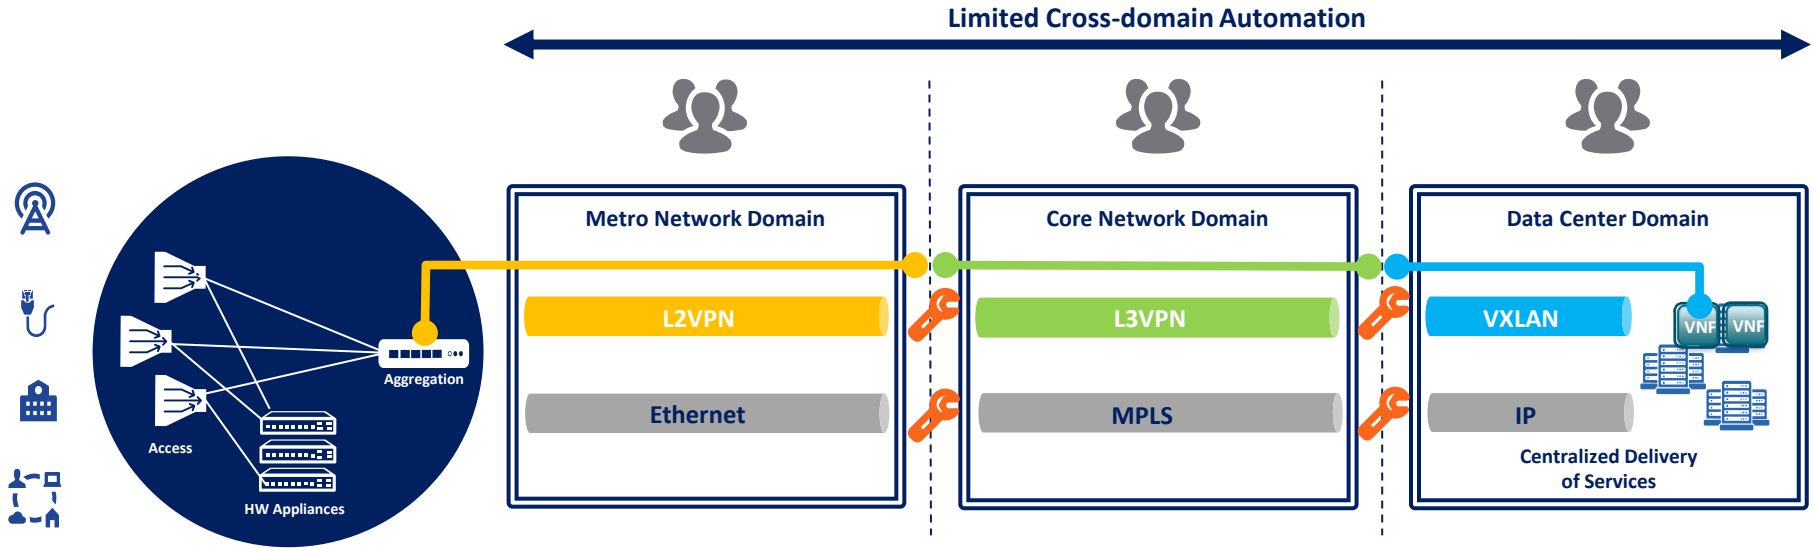 Limited Cross-domain Automation
Metro Network Domain
Core Network Domain
Data Center Domain
L2VPN
L3VPN
VXLAN
VNF
VNF
Aggregation
Ethernet
MPLS
IP
Access
HW Appliances
Centralized Delivery
of Services